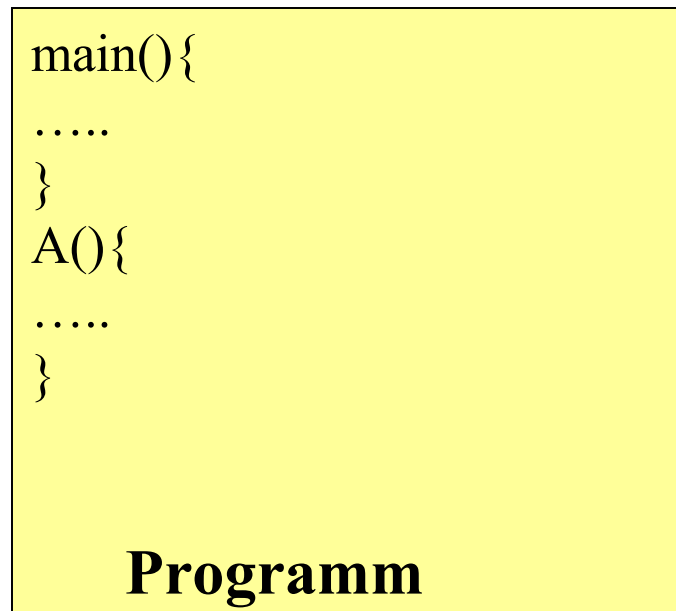 main(){
.....
}
A(){
.....
}
Programm